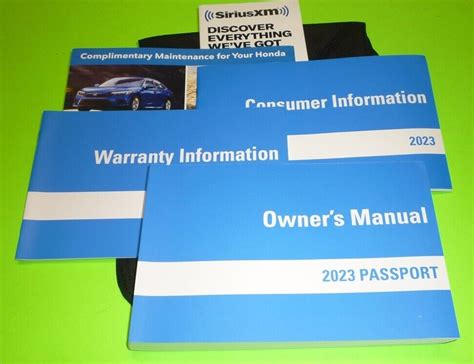 SiriusXM
DISCOVER
EVERYTHING
WE'VE GOT
Complimentary Maintenance for Your Honda
Consumer Information
2023
Warranty Information
Owner's Manual
2023 PASSPORT